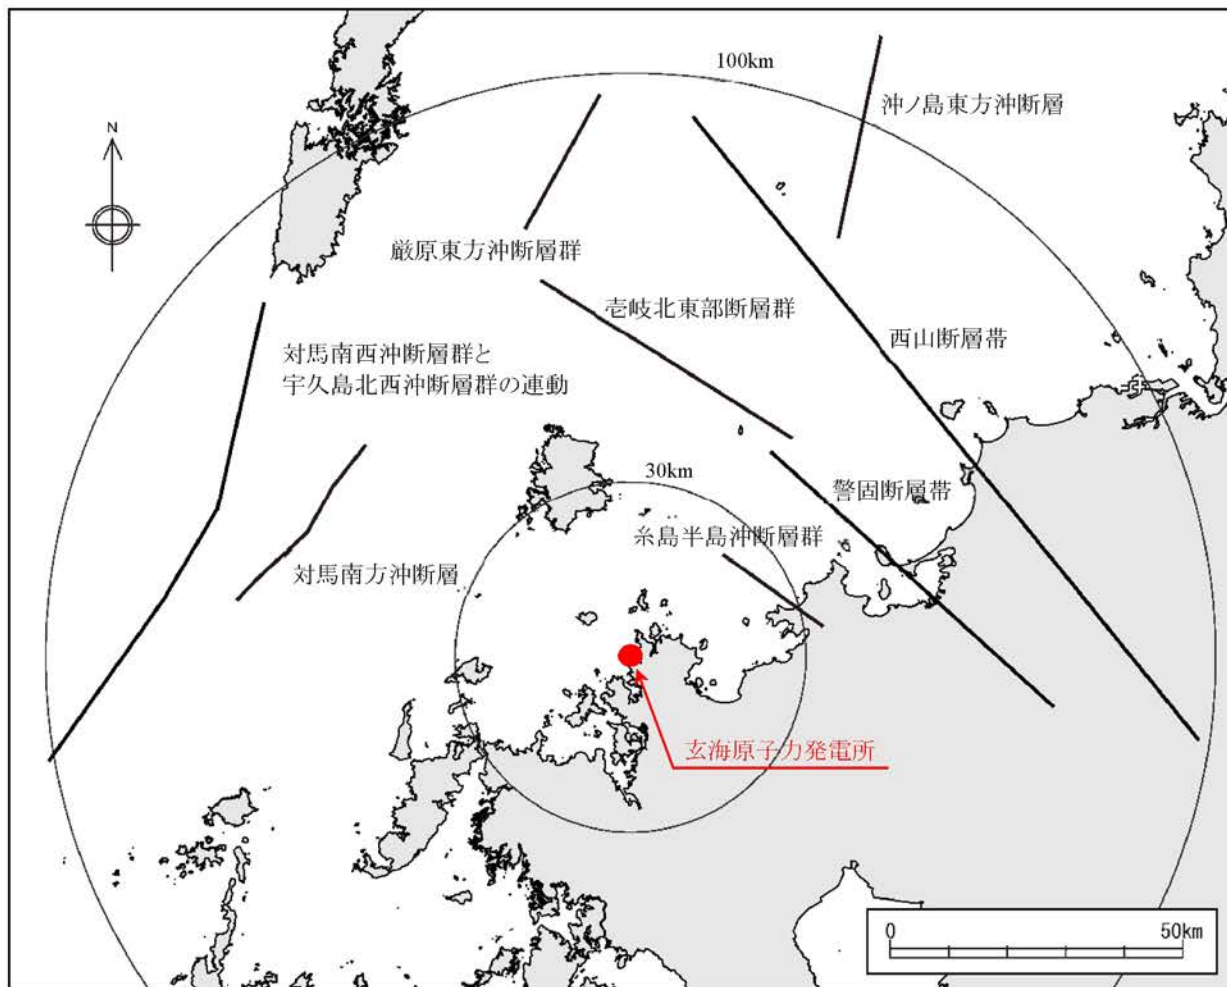 100km
沖ノ島東方沖断層
N
厳原東方沖断層群
壱岐北東部断層群
西山断層帯
対馬南西沖断層群と
宇久島北西沖断層群の連動
30km
警固断層帯
糸島半島沖断層群
対馬南方沖断層
玄海原子力発電所
0 50km